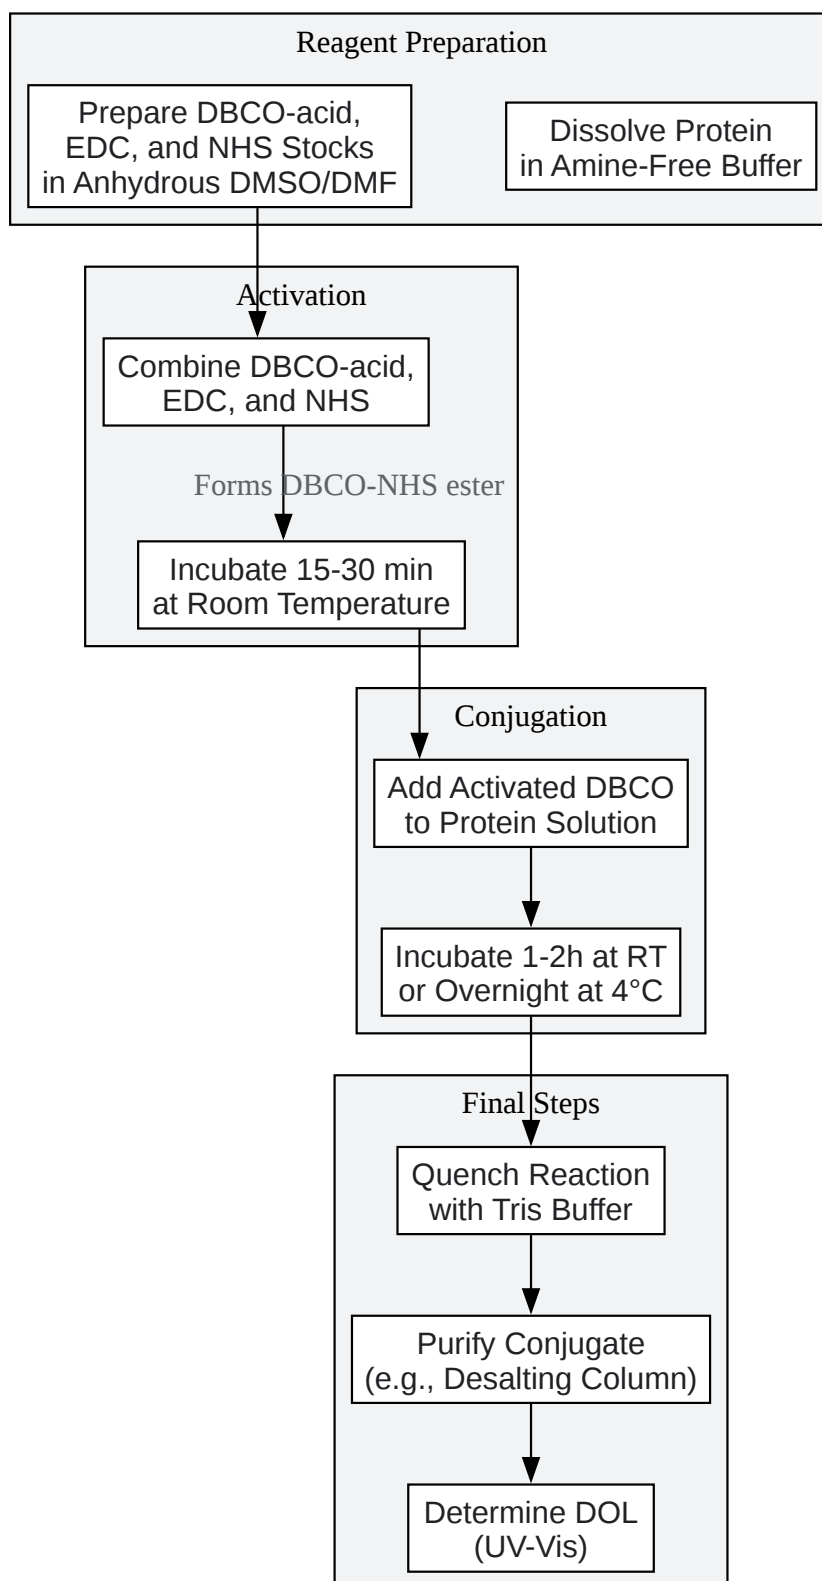 Reagent Preparation
Prepare DBCO-acid,
EDC, and NHS Stocks
in Anhydrous DMSO/DMF
Dissolve Protein
in Amine-Free Buffer
Activation
Combine DBCO-acid,
EDC, and NHS
Forms DBCO-NHS ester
Incubate 15-30 min
at Room Temperature
Conjugation
Add Activated DBCO
to Protein Solution
Incubate 1-2h at RT
or Overnight at 4°C
Final Steps
Quench Reaction
with Tris Buffer
Purify Conjugate
(e.g., Desalting Column)
Determine DOL
(UV-Vis)